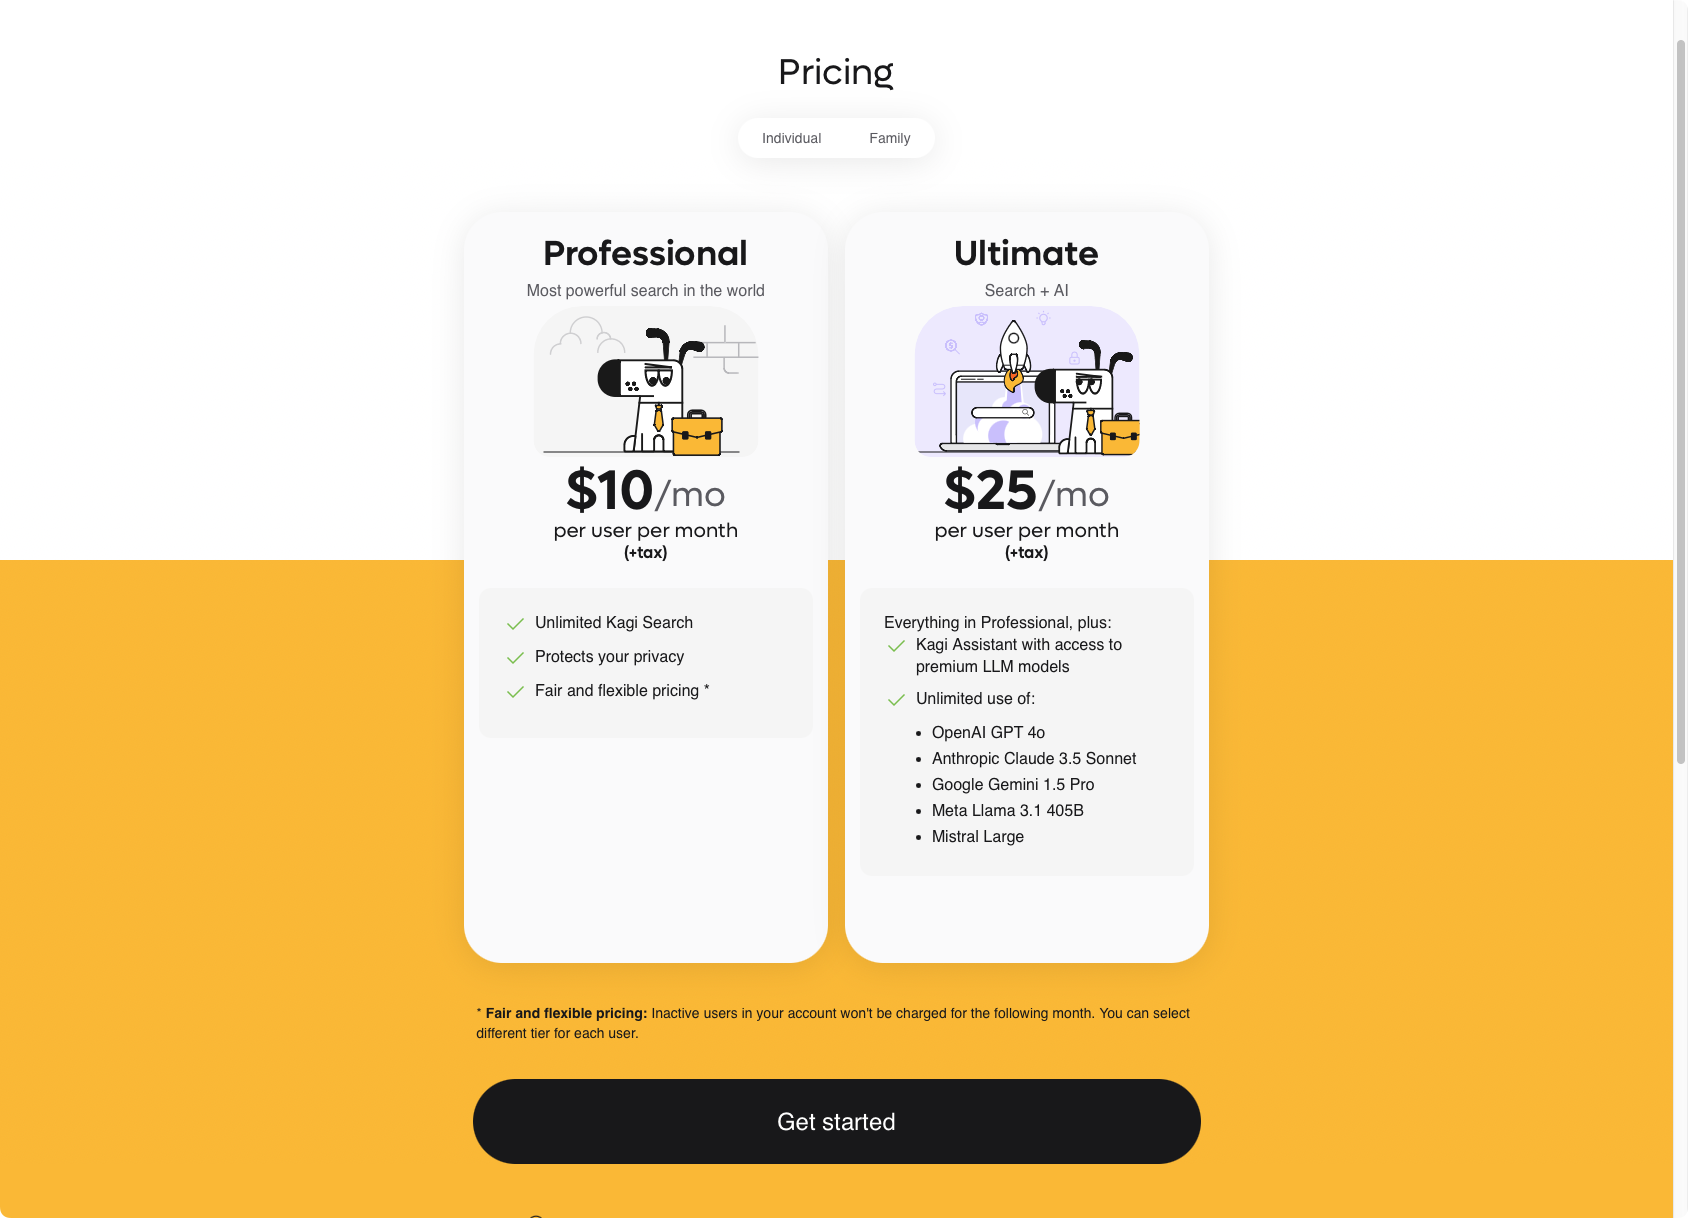 Pricing
Individual
Family
Professional
Most powerful search in the world
$10/mo
per user per month
(+tax)
Unlimited Kagi Search
Protects your privacy
Fair and flexible pricing *
Ultimate
Search + AI
$25/mo
per user per month
(+tax)
Everything in Professional, plus:
Kagi Assistant with access to
premium LLM models
Unlimited use of:
OpenAI GPT 4o
Anthropic Claude 3.5 Sonnet
Google Gemini 1.5 Pro
Meta Llama 3.1 405B
Mistral Large
* Fair and flexible pricing: Inactive users in your account won't be charged for the following month. You can select
different tier for each user.
Get started